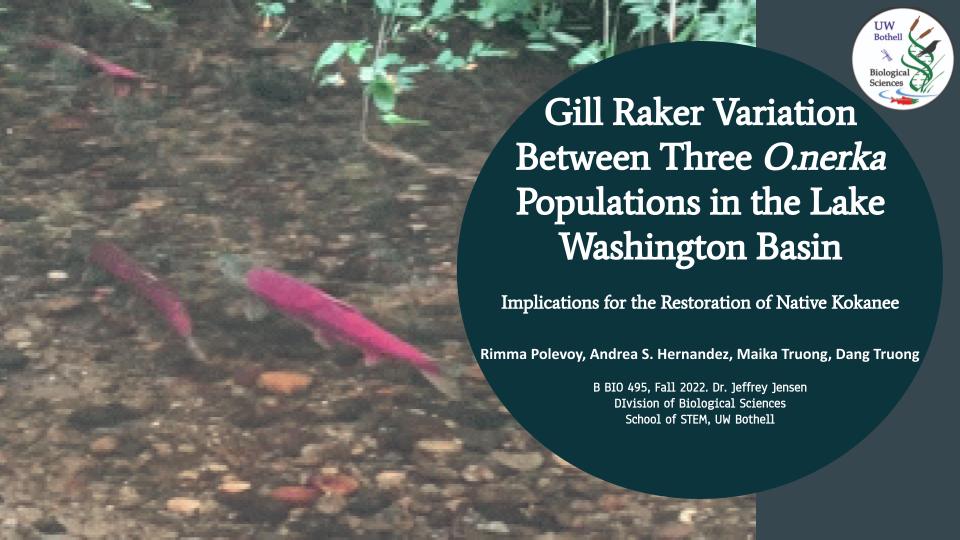 UW
Bothell
Biological
Sciences
Gill Raker Variation
Between Three O.nerka
Populations in the Lake
Washington Basin
Implications for the Restoration of Native Kokanee
Rimma Polevoy, Andrea S. Hernandez, Maika Truong, Dang Truong
B BIO 495, Fall 2022. Dr. Jeffrey Jensen
DIvision of Biological Sciences
School of STEM, UW Bothell